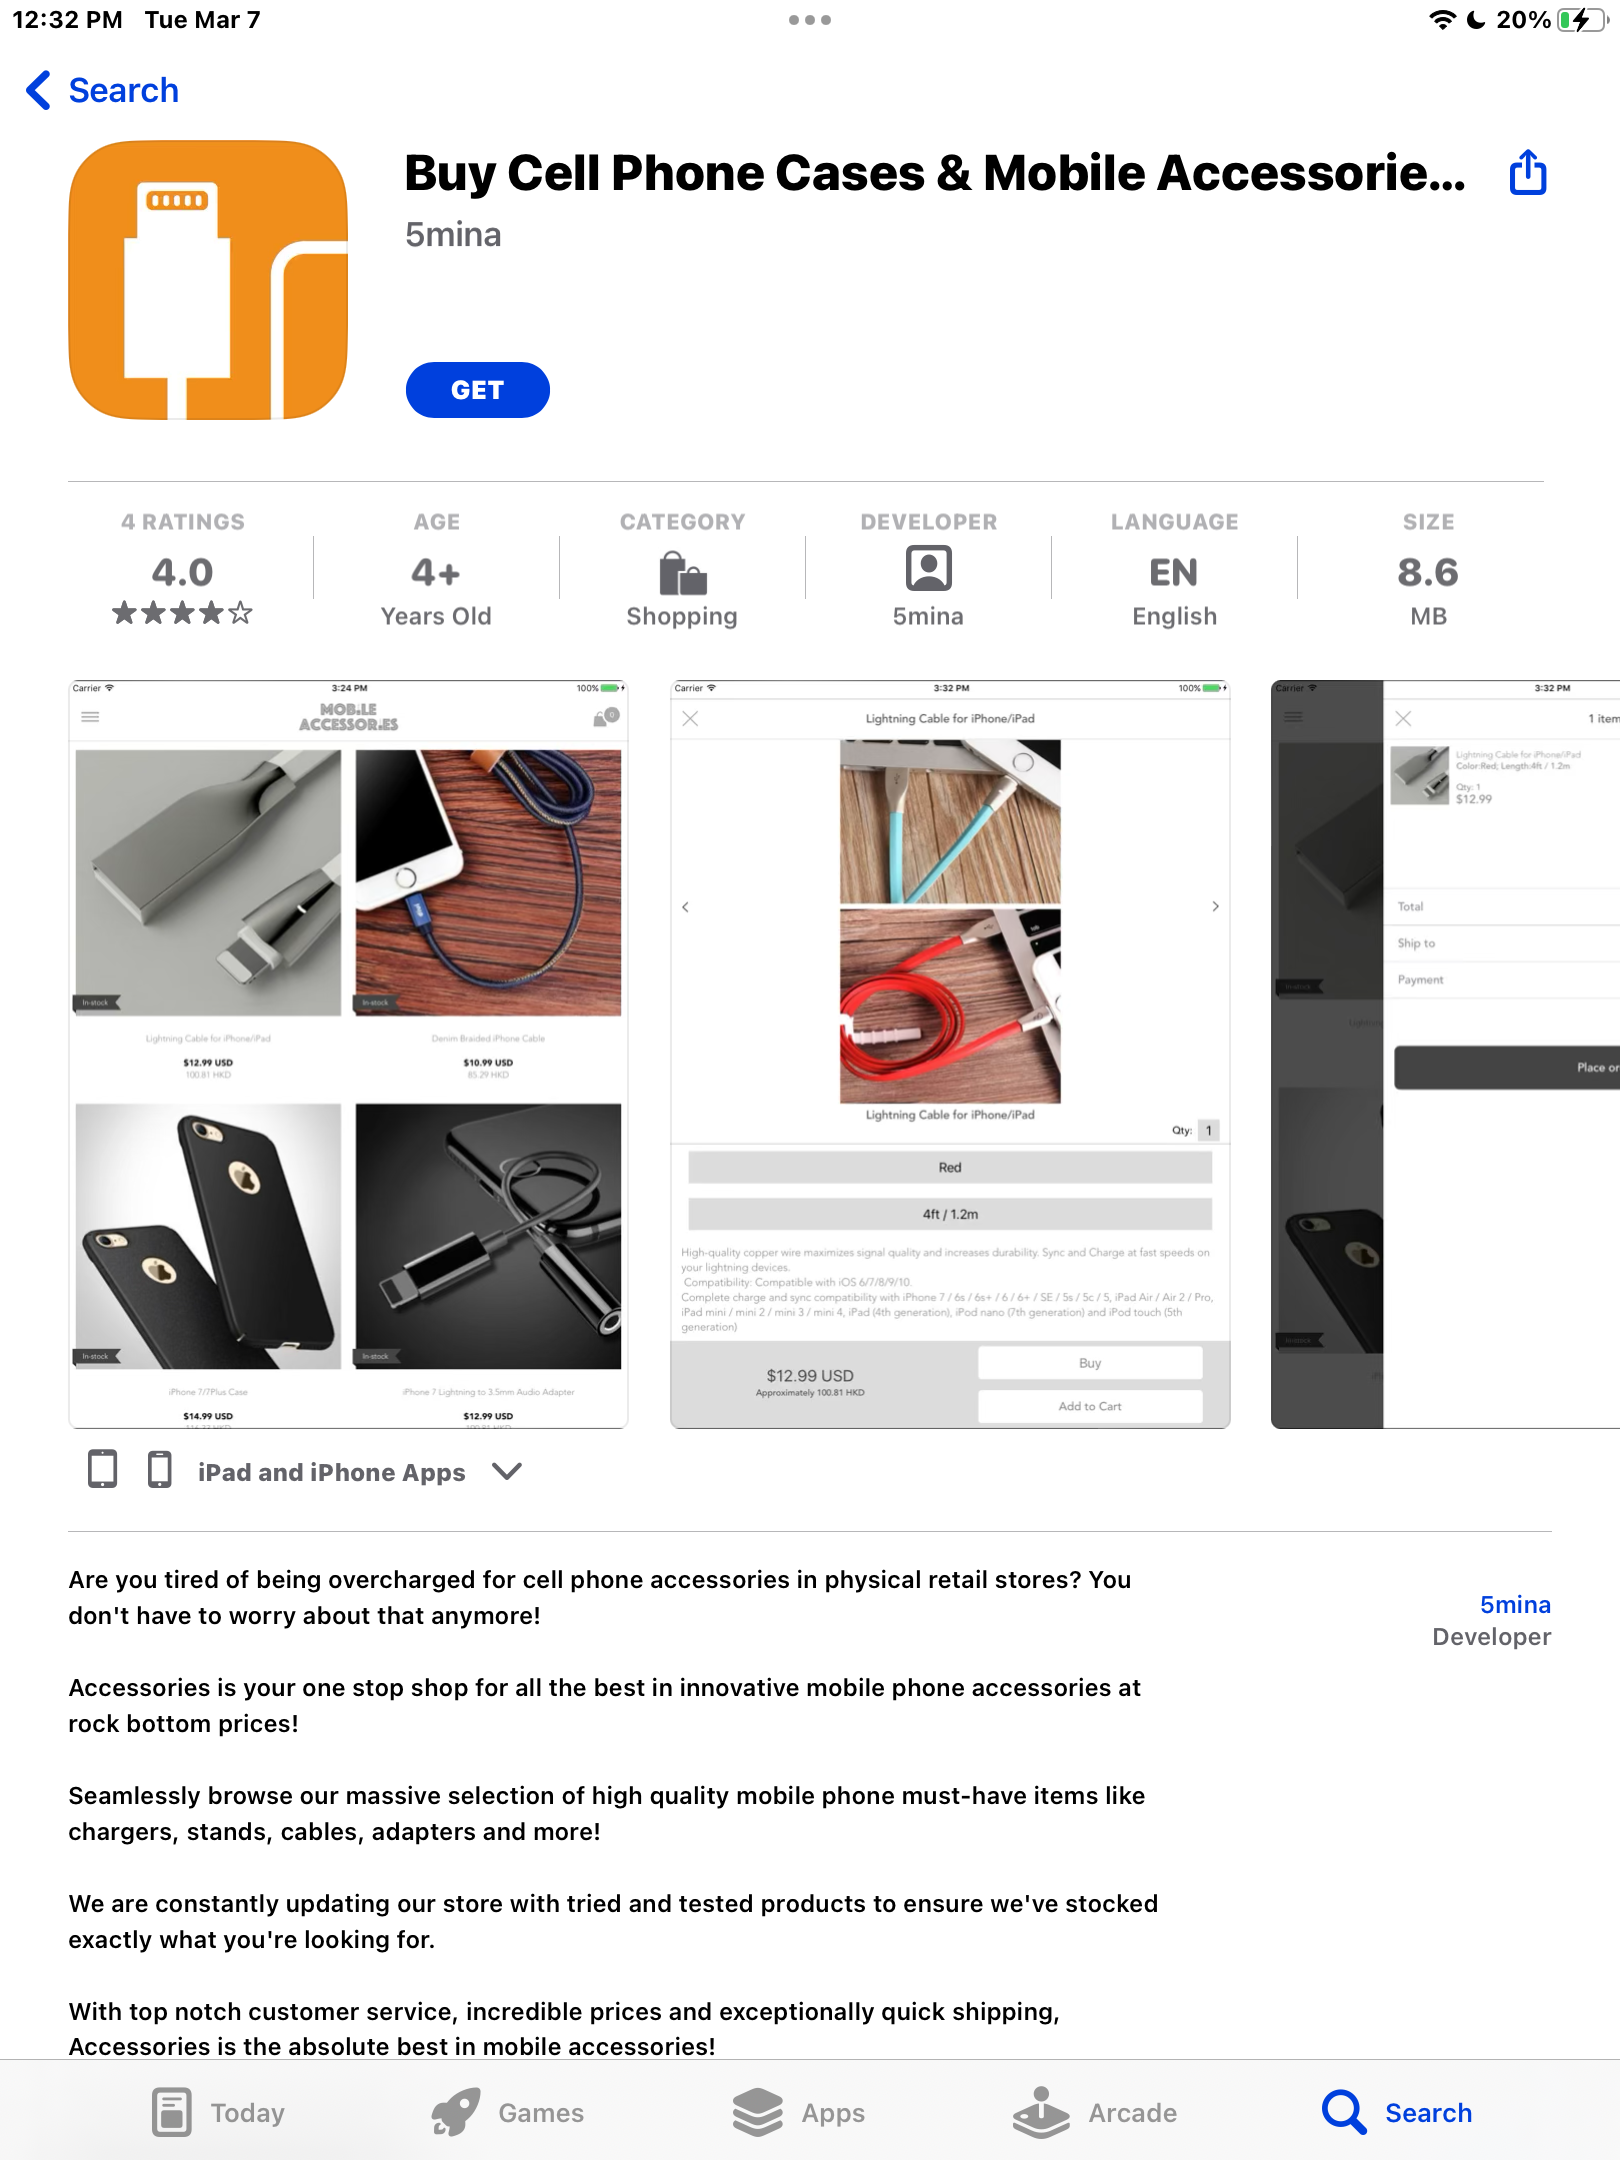 12:32 PM Tue Mar 7
20%
Search
Buy Cell Phone Cases & Mobile Accessorie...
5mina
GET
4 RATINGS
4.0
AGE
4+
Years Old
CATEGORY
Shopping
DEVELOPER
5mina
LANGUAGE
EN
English
SIZE
8.6
MB
Carrier 3:24 PM 100%
MOBILE
ACCESSORIES
0
In-stock
In-stock
Lightning Cable for iPhone/iPad
$12.99 USD
100.81 HKD
Denim Braided iPhone Cable
$10.99 USD
85.29 HKD
In-stock
In-stock
iPhone 7/7Plus Case
$14.99 USD
iPhone 7 Lightning to 3.5mm Audio Adapter
$12.99 USD
Carrier 3:32 PM 100%
Lightning Cable for iPhone/iPad
Lightning Cable for iPhone/iPad
Qty: 1
Red
4ft / 1.2m
High-quality copper wire maximizes signal quality and increases durability. Sync and Charge at fast speeds on
your lightning devices.
Compatibility: Compatible with iOS 6/7/8/9/10.
Complete charge and sync compatibility with iPhone 7 / 6s / 6s+ / 6 / 6+ / SE / 5s / 5c / 5, iPad Air / Air 2 / Pro,
iPad mini / mini 2 / mini 3 / mini 4, iPad (4th generation), iPod nano (7th generation) and iPod touch (5th
generation)
$12.99 USD
Approximately 100.81 HKD
Buy
Add to Cart
Carrier 3:32 PM
1 item
Lightning Cable for iPhone/iPad
Color:Red; Length:4ft / 1.2m
Qty: 1
$12.99
Total
Ship to
Payment
Place or
In-stock
In-stock
iPad and iPhone Apps
Are you tired of being overcharged for cell phone accessories in physical retail stores? You
don't have to worry about that anymore!
5mina
Developer
Accessories is your one stop shop for all the best in innovative mobile phone accessories at
rock bottom prices!
Seamlessly browse our massive selection of high quality mobile phone must-have items like
chargers, stands, cables, adapters and more!
We are constantly updating our store with tried and tested products to ensure we've stocked
exactly what you're looking for.
With top notch customer service, incredible prices and exceptionally quick shipping,
Accessories is the absolute best in mobile accessories!
Today
Games
Apps
Arcade
Search